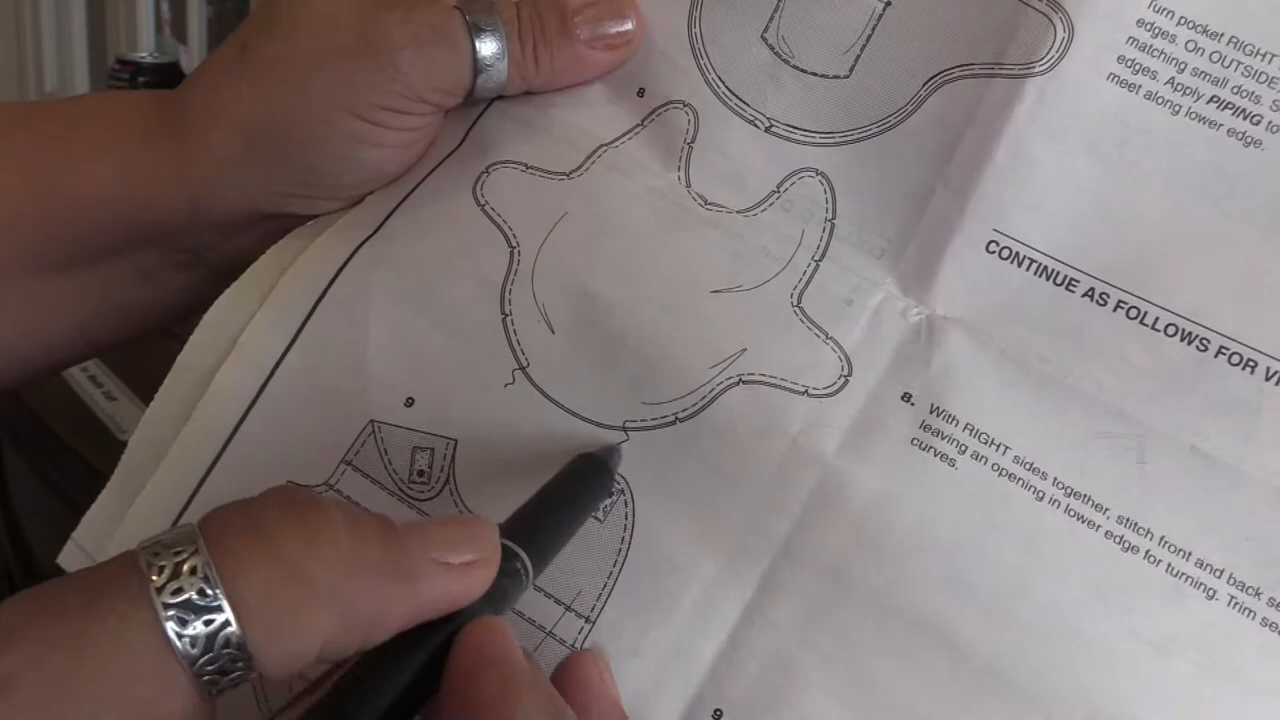 Turn pocket RIGHT
edges. On OUTSIDE,
matching small dots. S
edges. Apply PIPING to
meet along lower edge.
8
CONTINUE AS FOLLOWS FOR VI
9
8. With RIGHT sides together, stitch front and back se
leaving an opening in lower edge for turning. Trim se
curves.
9